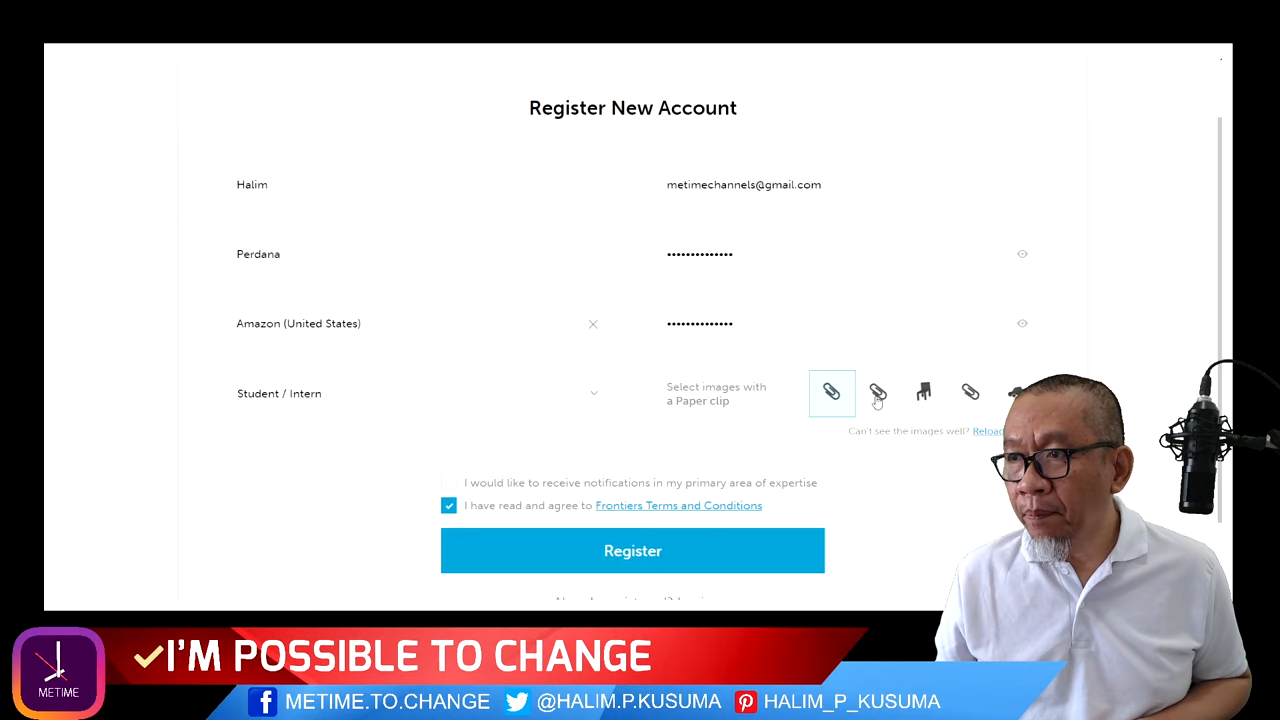 Register New Account
Halim
metimechannels@gmail.com
Perdana
••••••••••••••
Amazon (United States)
••••••••••••••
Student / Intern
Select images with
a Paper clip
Can't see the images well? Reload
I would like to receive notifications in my primary area of expertise
I have read and agree to Frontiers Terms and Conditions
Register
I'M POSSIBLE TO CHANGE
METIME
METIME.TO.CHANGE @HALIM.P.KUSUMA HALIM_P_KUSUMA